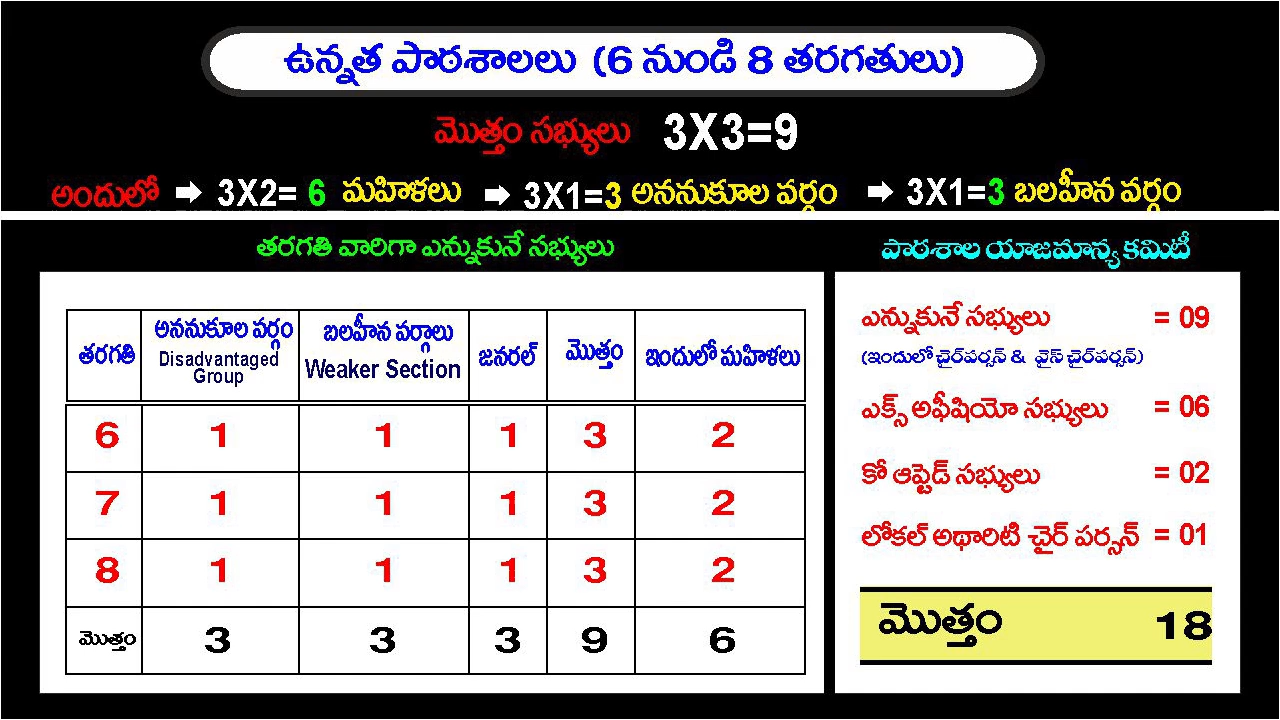 ఉన్నత పాఠశాలలు (6 నుండి 8 తరగతులు)
మొత్తం సభ్యులు 3X3=9
అందులో ➡ 3X2= 6 మహిళలు ➡ 3X1=3 అననుకూల వర్గం ➡ 3X1=3 బలహీన వర్గం
తరగతి వారిగా ఎన్నుకునే సభ్యులు
తరగతి అననుకూల వర్గం Disadvantaged Group బలహీన వర్గాలు Weaker Section జనరల్ మొత్తం ఇందులో మహిళలు
6 1 1 1 3 2
7 1 1 1 3 2
8 1 1 1 3 2
మొత్తం 3 3 3 9 6
పాఠశాల యాజమాన్య కమిటీ
ఎన్నుకునే సభ్యులు = 09
(ఇందులో చైర్‌పర్సన్ & వైస్ చైర్‌పర్సన్)
ఎక్స్ అఫీషియో సభ్యులు = 06
కో ఆప్టెడ్ సభ్యులు = 02
లోకల్ అథారిటి చైర్ పర్సన్ = 01
మొత్తం 18